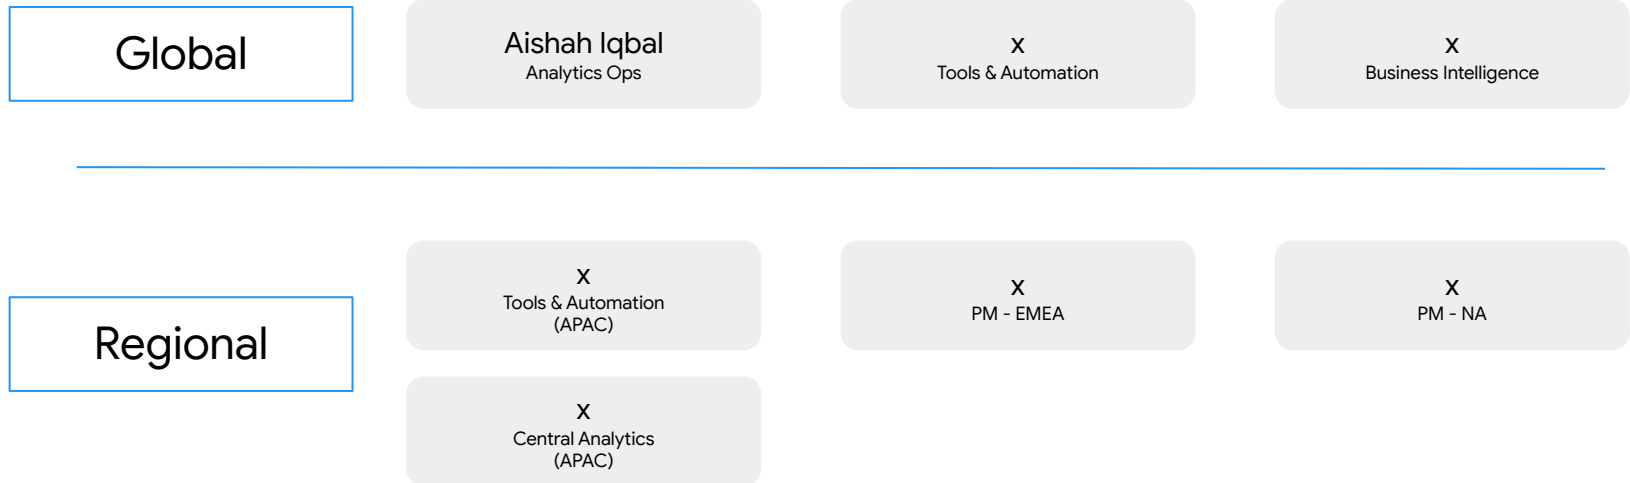 Global
Aishah Iqbal
Analytics Ops
x
Tools & Automation
x
Business Intelligence
Regional
x
Tools & Automation
(APAC)
x
PM - EMEA
x
PM - NA
x
Central Analytics
(APAC)